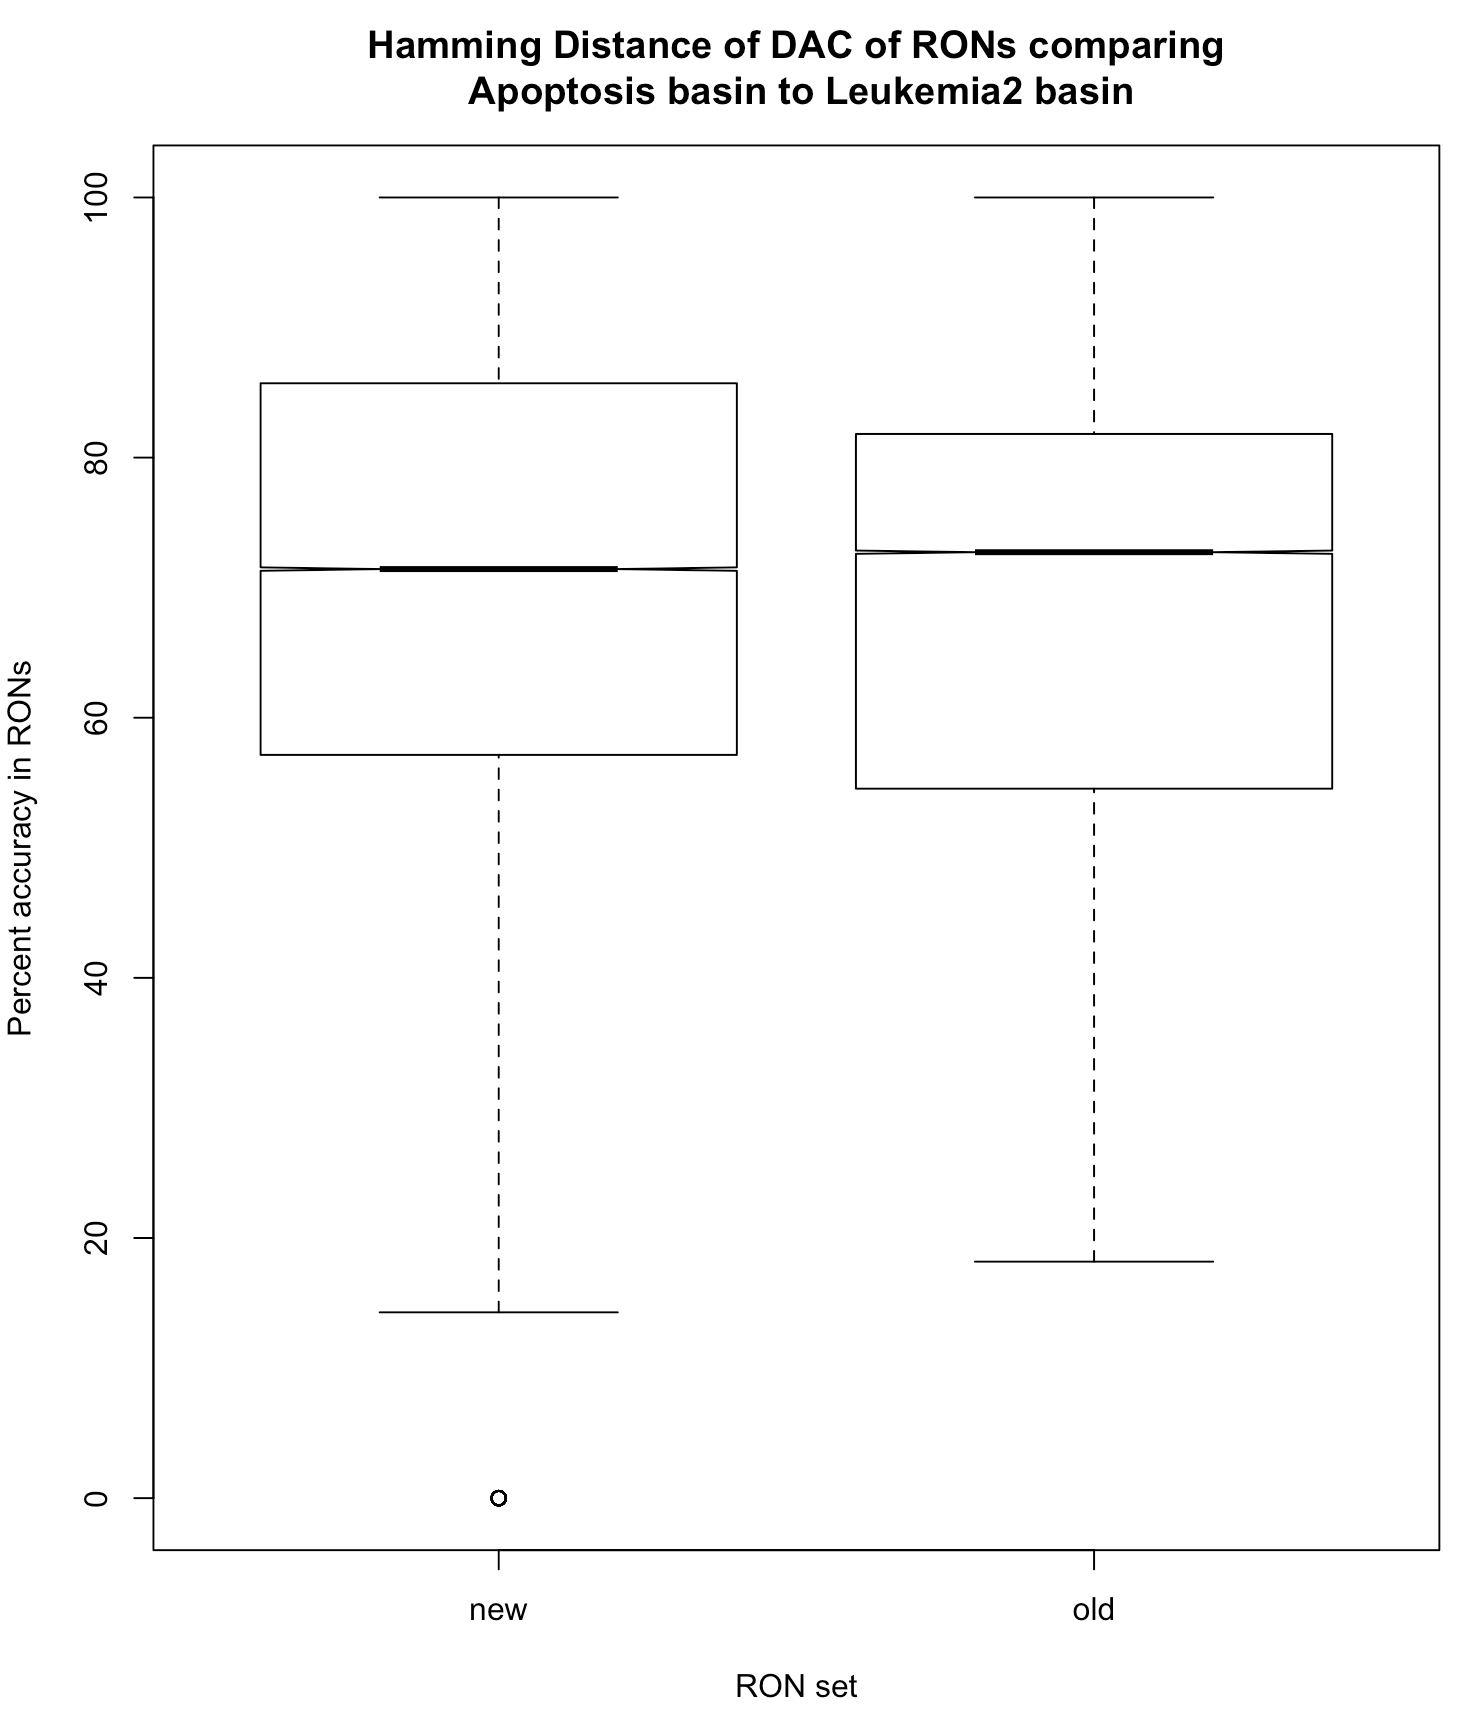 Hamming Distance of DAC of RONs comparing
Apoptosis basin to Leukemia2 basin
Percent accuracy in RONs
100
80
60
40
20
0
new old
RON set